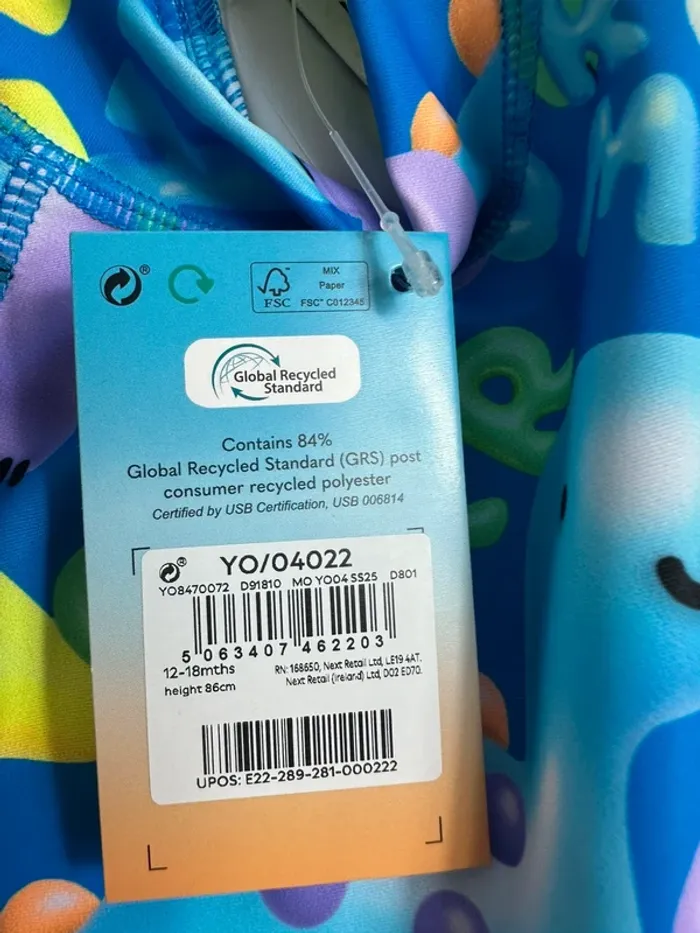 MIX
Paper
FSC
FSC™ C012345
Global Recycled
Standard
Contains 84%
Global Recycled Standard (GRS) post
consumer recycled polyester
Certified by USB Certification, USB 006814
YO/04022
YO8470072 D91810 MO YO04 SS25 D801
5 063407 462203
12-18mths
height 86cm
RN: 168650, Next Retail Ltd, LE19 4AT.
Next Retail (Ireland) Ltd, D02 ED70.
UPOS: E22-289-281-000222